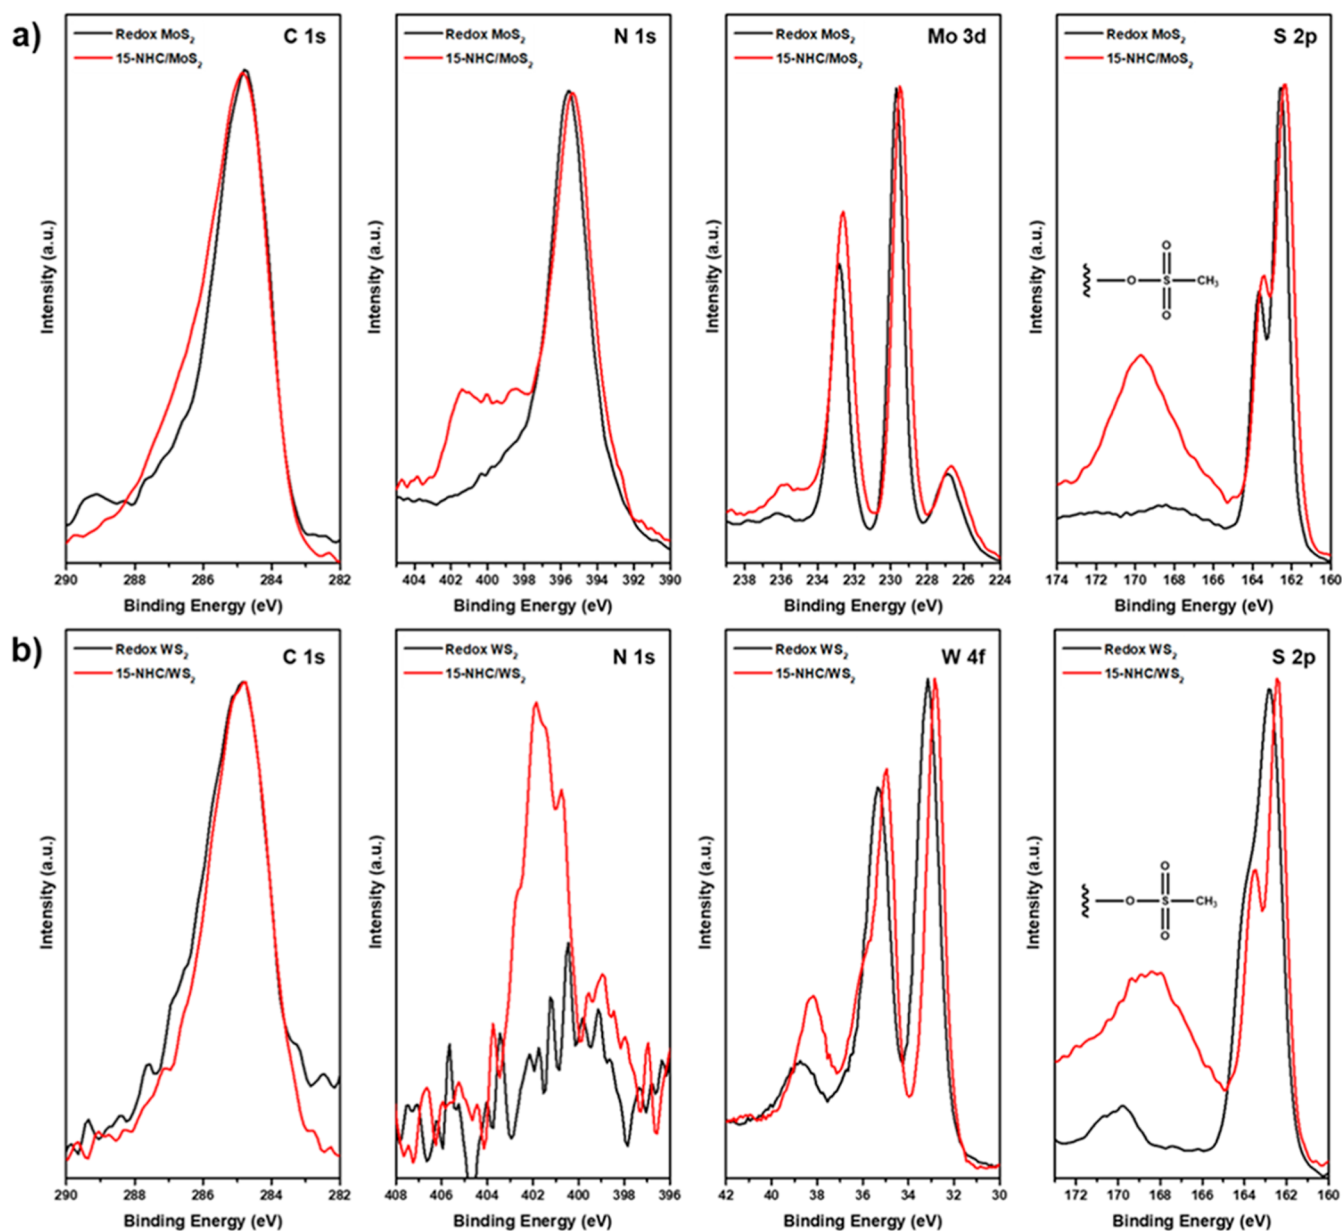 a)
Redox MoS2
15-NHC/MoS2
C 1s
Intensity (a.u.)
290 288 286 284 282
Binding Energy (eV)
Redox MoS2
15-NHC/MoS2
N 1s
Intensity (a.u.)
404 402 400 398 396 394 392 390
Binding Energy (eV)
Redox MoS2
15-NHC/MoS2
Mo 3d
Intensity (a.u.)
238 236 234 232 230 228 226 224
Binding Energy (eV)
Redox MoS2
15-NHC/MoS2
S 2p
Intensity (a.u.)
O
O S CH3
O
174 172 170 168 166 164 162 160
Binding Energy (eV)
b)
Redox WS2
15-NHC/WS2
C 1s
Intensity (a.u.)
290 288 286 284 282
Binding Energy (eV)
Redox WS2
15-NHC/WS2
N 1s
Intensity (a.u.)
408 406 404 402 400 398 396
Binding Energy (eV)
Redox WS2
15-NHC/WS2
W 4f
Intensity (a.u.)
42 40 38 36 34 32 30
Binding Energy (eV)
Redox WS2
15-NHC/WS2
S 2p
Intensity (a.u.)
O
O S CH3
O
172 170 168 166 164 162 160
Binding Energy (eV)